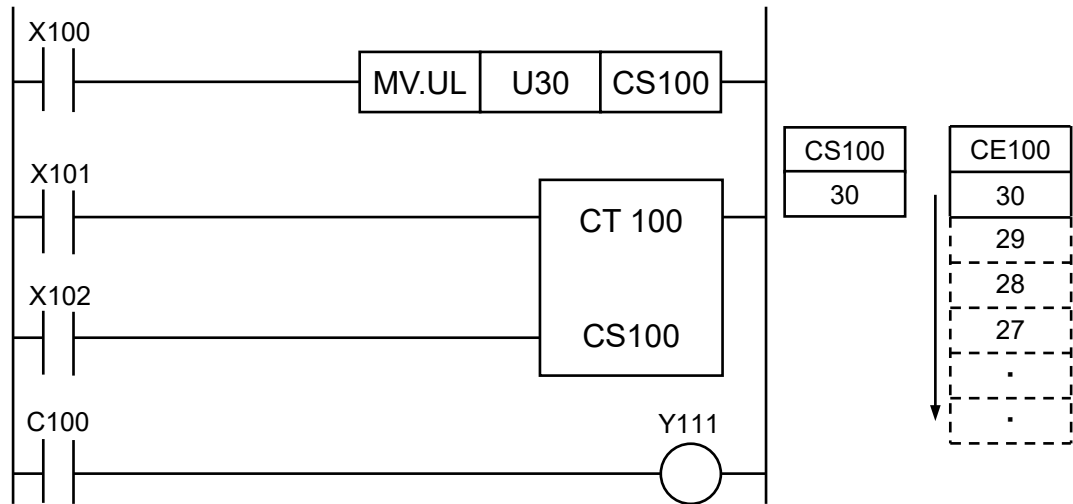 X100
MV.UL U30 CS100
CS100 CE100
X101
30 30
CT 100
29
X102
28
CS100
27
.
.
C100
Y111